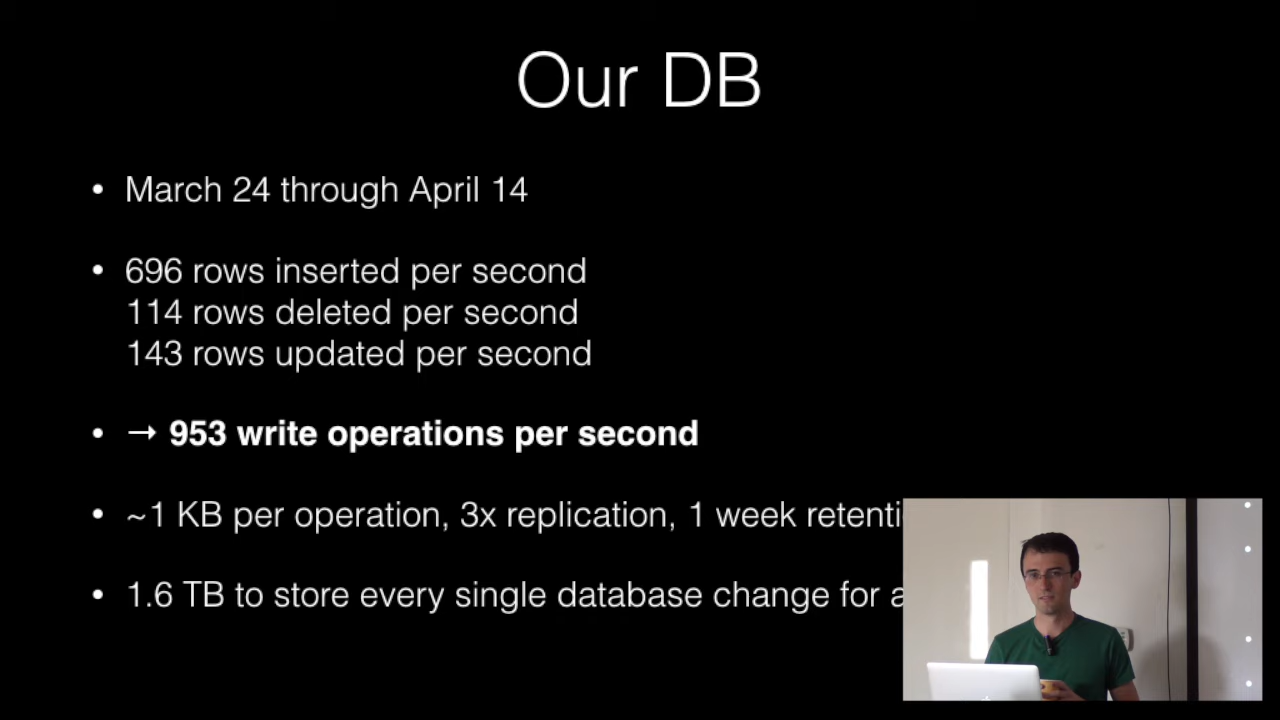 Our DB
• March 24 through April 14
• 696 rows inserted per second
114 rows deleted per second
143 rows updated per second
• → 953 write operations per second
• ~1 KB per operation, 3x replication, 1 week retenti
• 1.6 TB to store every single database change for a